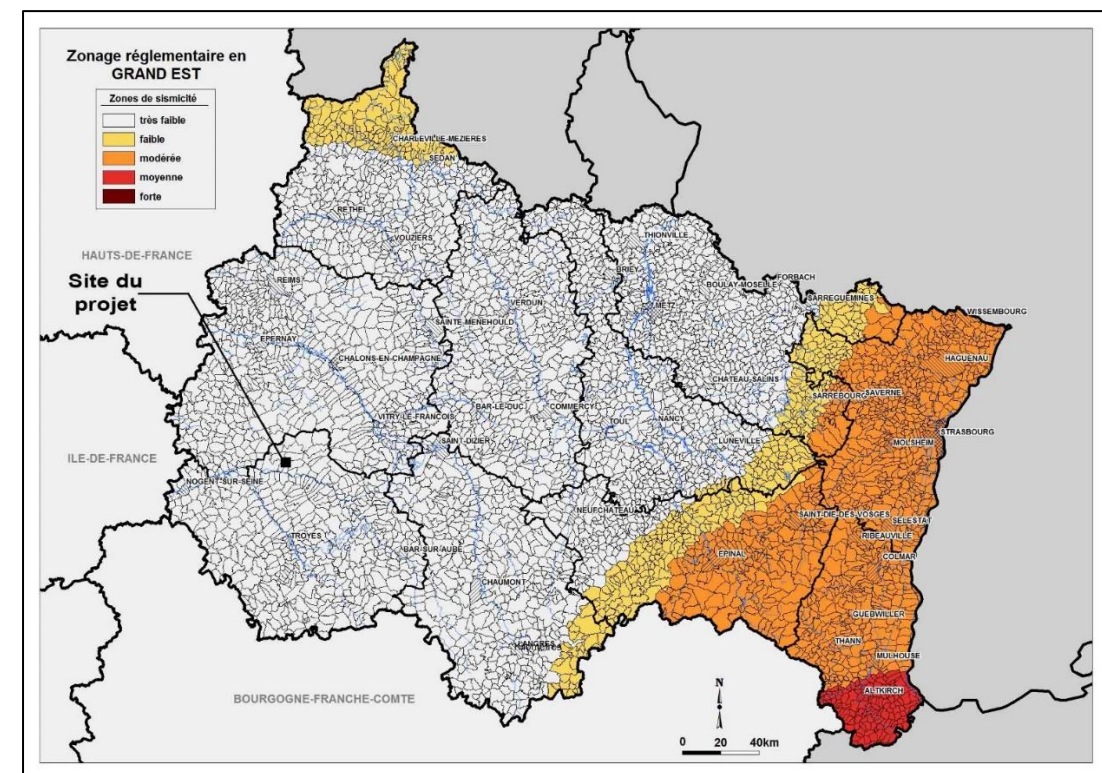 Zonage réglementaire en
GRAND EST
Zones de sismicité
très faible
faible
modérée
moyenne
forte
CHARLEVILLE-MEZIERES
SEDAN
RETHEL
VOUZIERS
HAUTS-DE-FRANCE
Site du
projet
REIMS
THIONVILLE
BRIEY
BOULAY-MOSELLE
FORBACH
METZ
SARREGUEMINES
WISSEMBOURG
VERDUN
SAINTE-MENEHOULD
EPERNAY
CHALONS-EN-CHAMPAGNE
HAGUENAU
CHATEAU-SALINS
SARREBOURG
SAVERNE
BAR-LE-DUC
COMMERCY
VITRY-LE-FRANCOIS
TOUL
NANCY
STRASBOURG
MOLSHEIM
SAINT-DIZIER
LUNEVILLE
ILE-DE-FRANCE
NOGENT-SUR-SEINE
NEUFCHATEAU
SAINT-DIE-DES-VOSGES
SELESTAT
RIBEAUVILLE
TROYES
BAR-SUR-AUBE
EPINAL
COLMAR
CHAUMONT
GUEBWILLER
LANGRES
THANN
MULHOUSE
ALTKIRCH
BOURGOGNE-FRANCHE-COMTE
N
0 20 40km